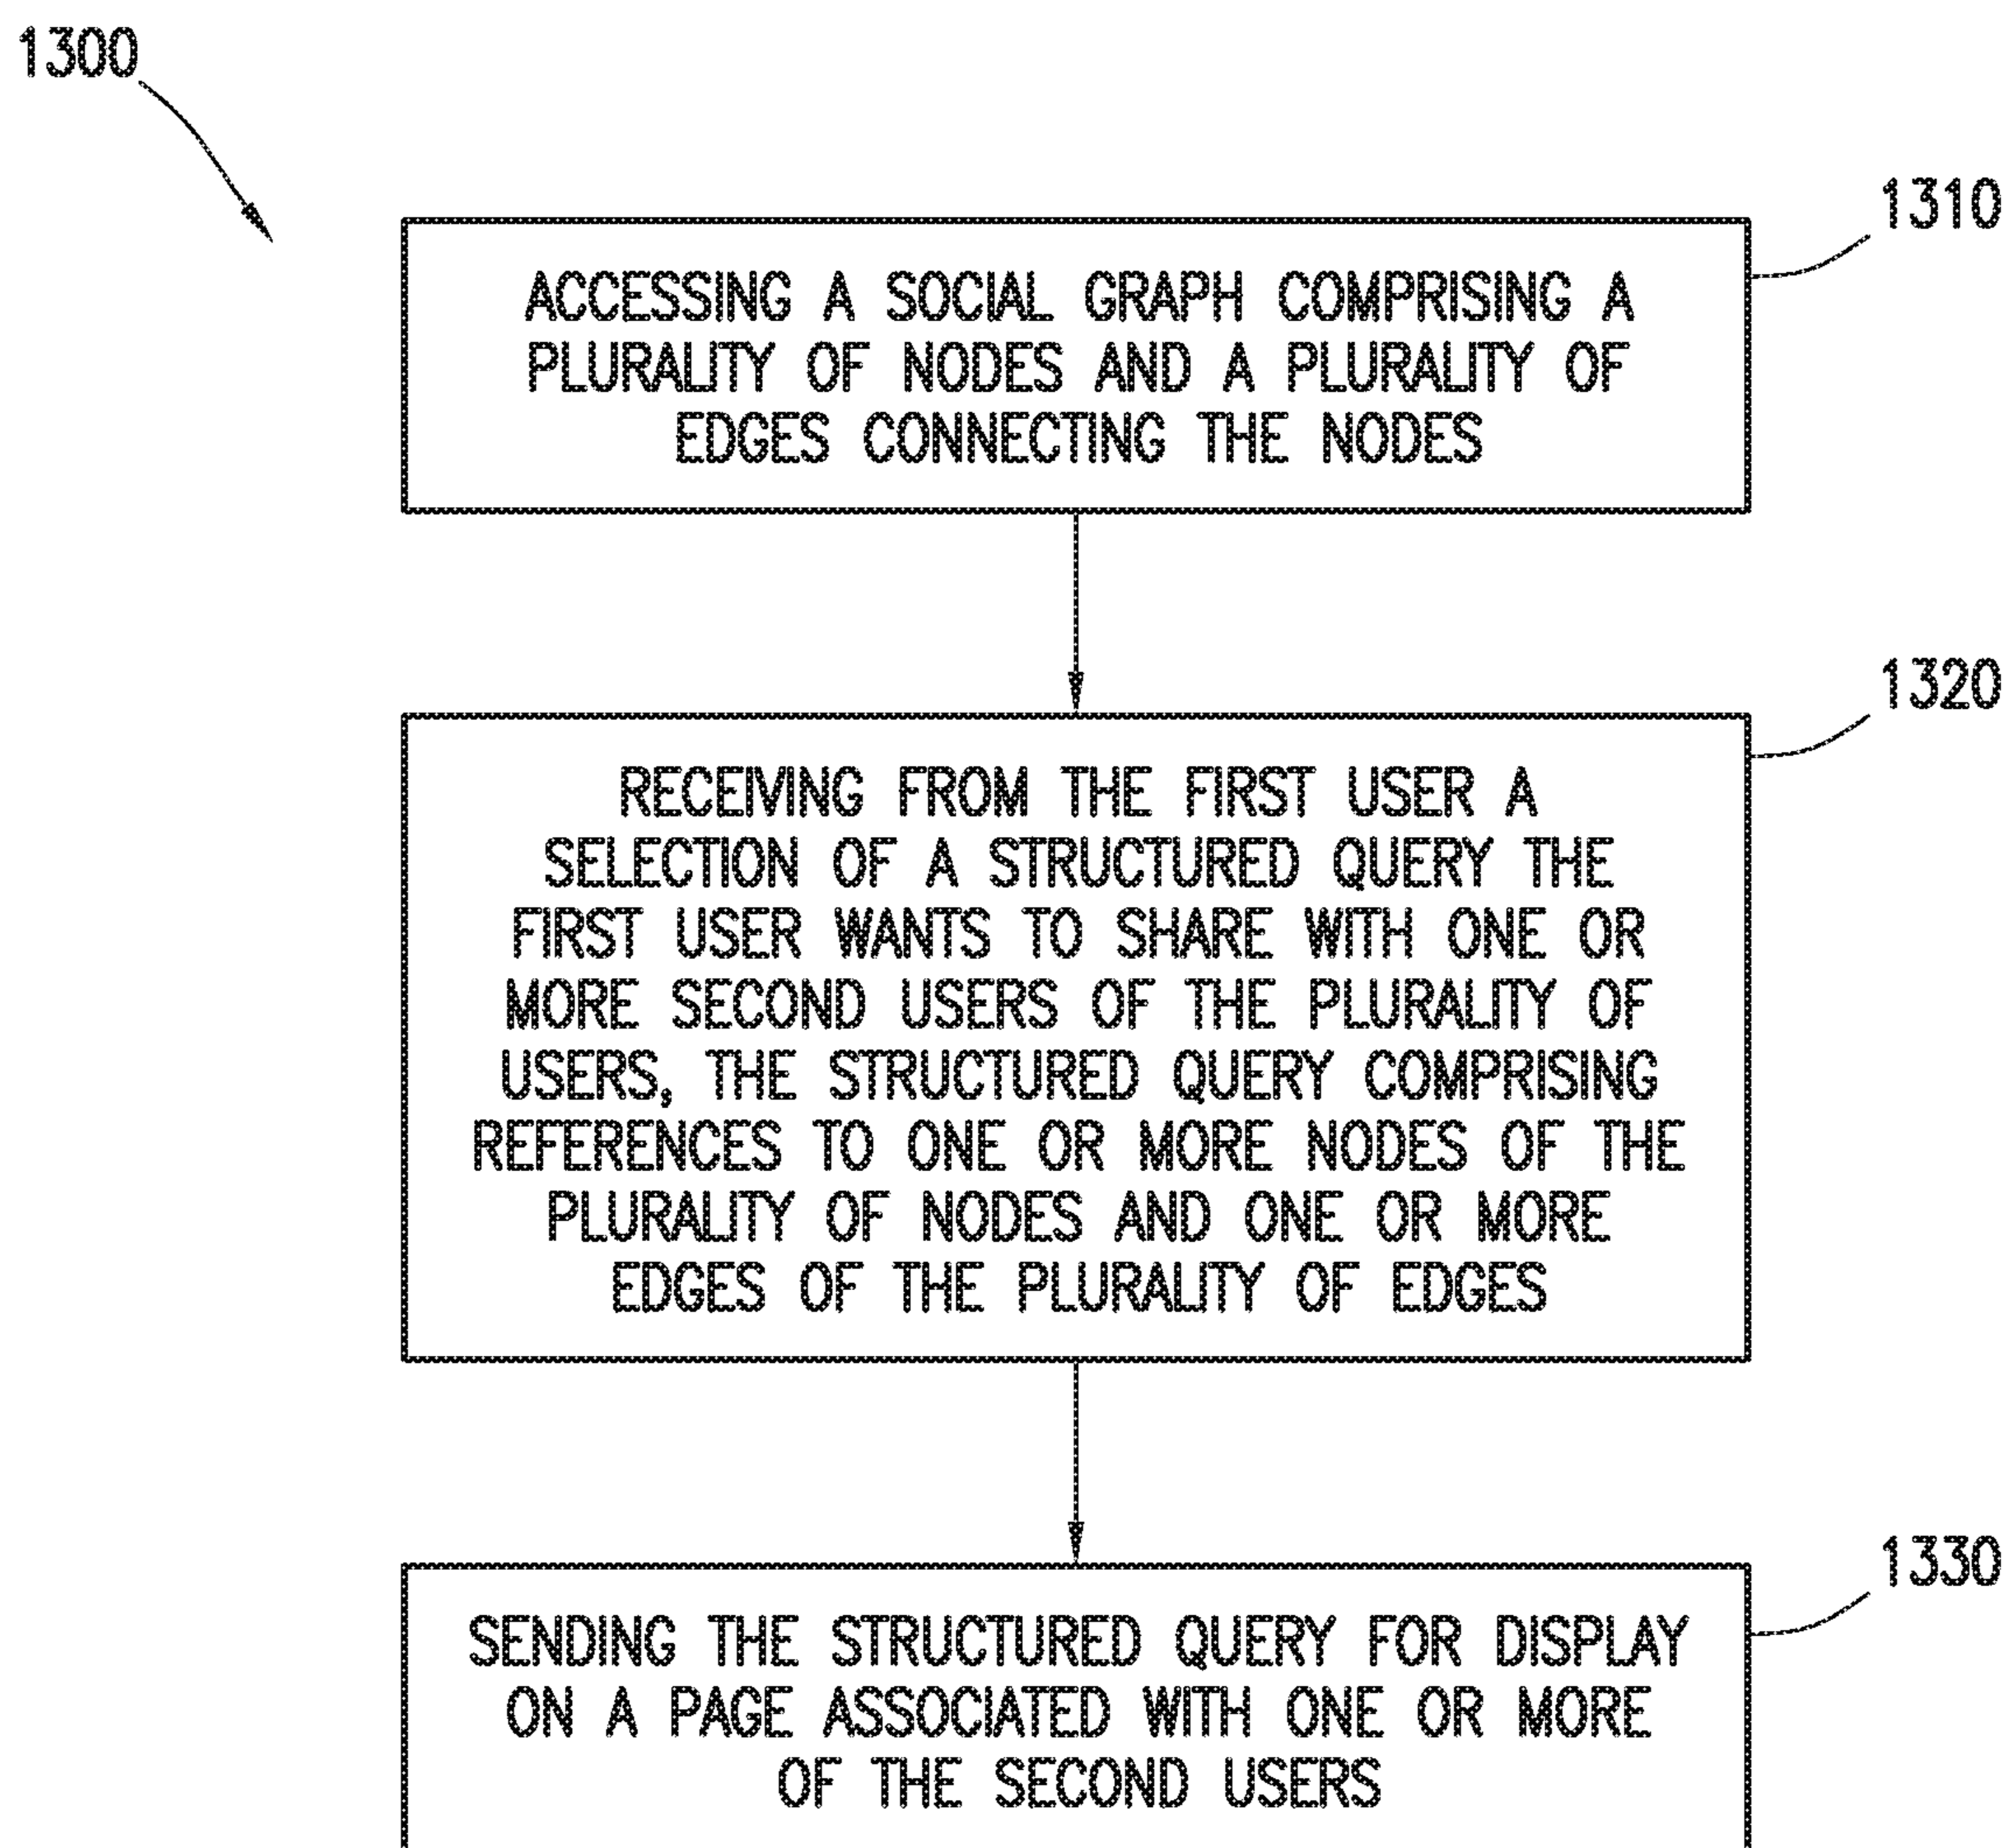 1300
1310
ACCESSING A SOCIAL GRAPH COMPRISING A
PLURALITY OF NODES AND A PLURALITY OF
EDGES CONNECTING THE NODES
1320
RECEIVING FROM THE FIRST USER A
SELECTION OF A STRUCTURED QUERY THE
FIRST USER WANTS TO SHARE WITH ONE OR
MORE SECOND USERS OF THE PLURALITY OF
USERS, THE STRUCTURED QUERY COMPRISING
REFERENCES TO ONE OR MORE NODES OF THE
PLURALITY OF NODES AND ONE OR MORE
EDGES OF THE PLURALITY OF EDGES
1330
SENDING THE STRUCTURED QUERY FOR DISPLAY
ON A PAGE ASSOCIATED WITH ONE OR MORE
OF THE SECOND USERS